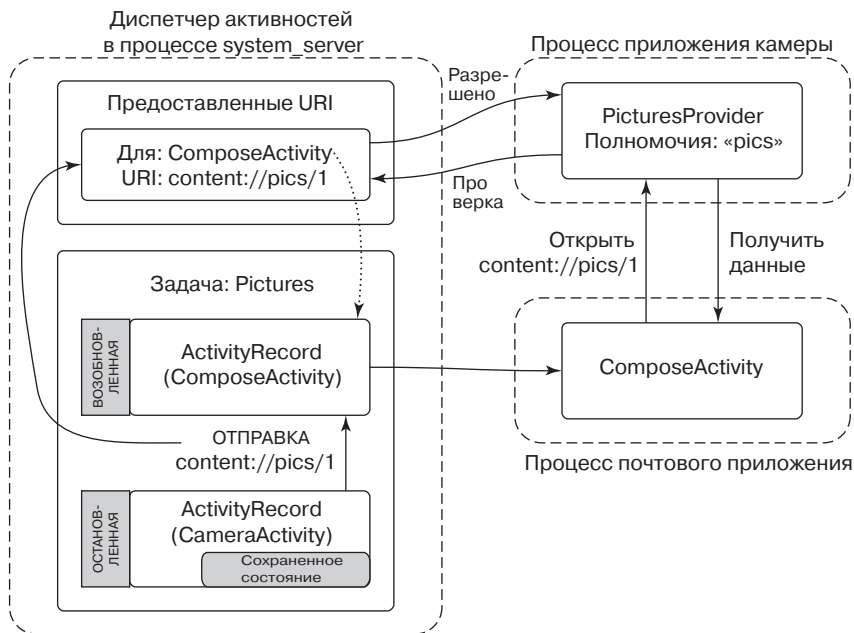 Диспетчер активностей
в процессе system_server
Процесс приложения камеры
Предоставленные URI
Для: ComposeActivity
URI: content://pics/1
Разре-
шено
Про
верка
PicturesProvider
Полномочия: «pics»
Открыть
content://pics/1
Получить
данные
Задача: Pictures
ВОЗОБНОВ-
ЛЕННАЯ
ActivityRecord
(ComposeActivity)
ComposeActivity
ОТПРАВКА
content://pics/1
Процесс почтового приложения
ОСТАНОВ-
ЛЕННАЯ
ActivityRecord
(CameraActivity)
Сохраненное
состояние